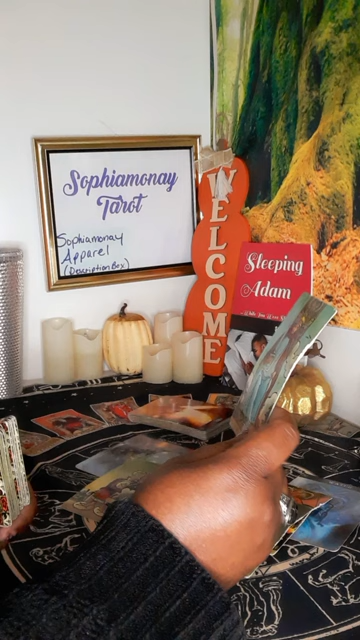 Sophiamonay
Tarot
Sophiamonay
Apparel
(Description Box)
WELCOME
Sleeping
Adam